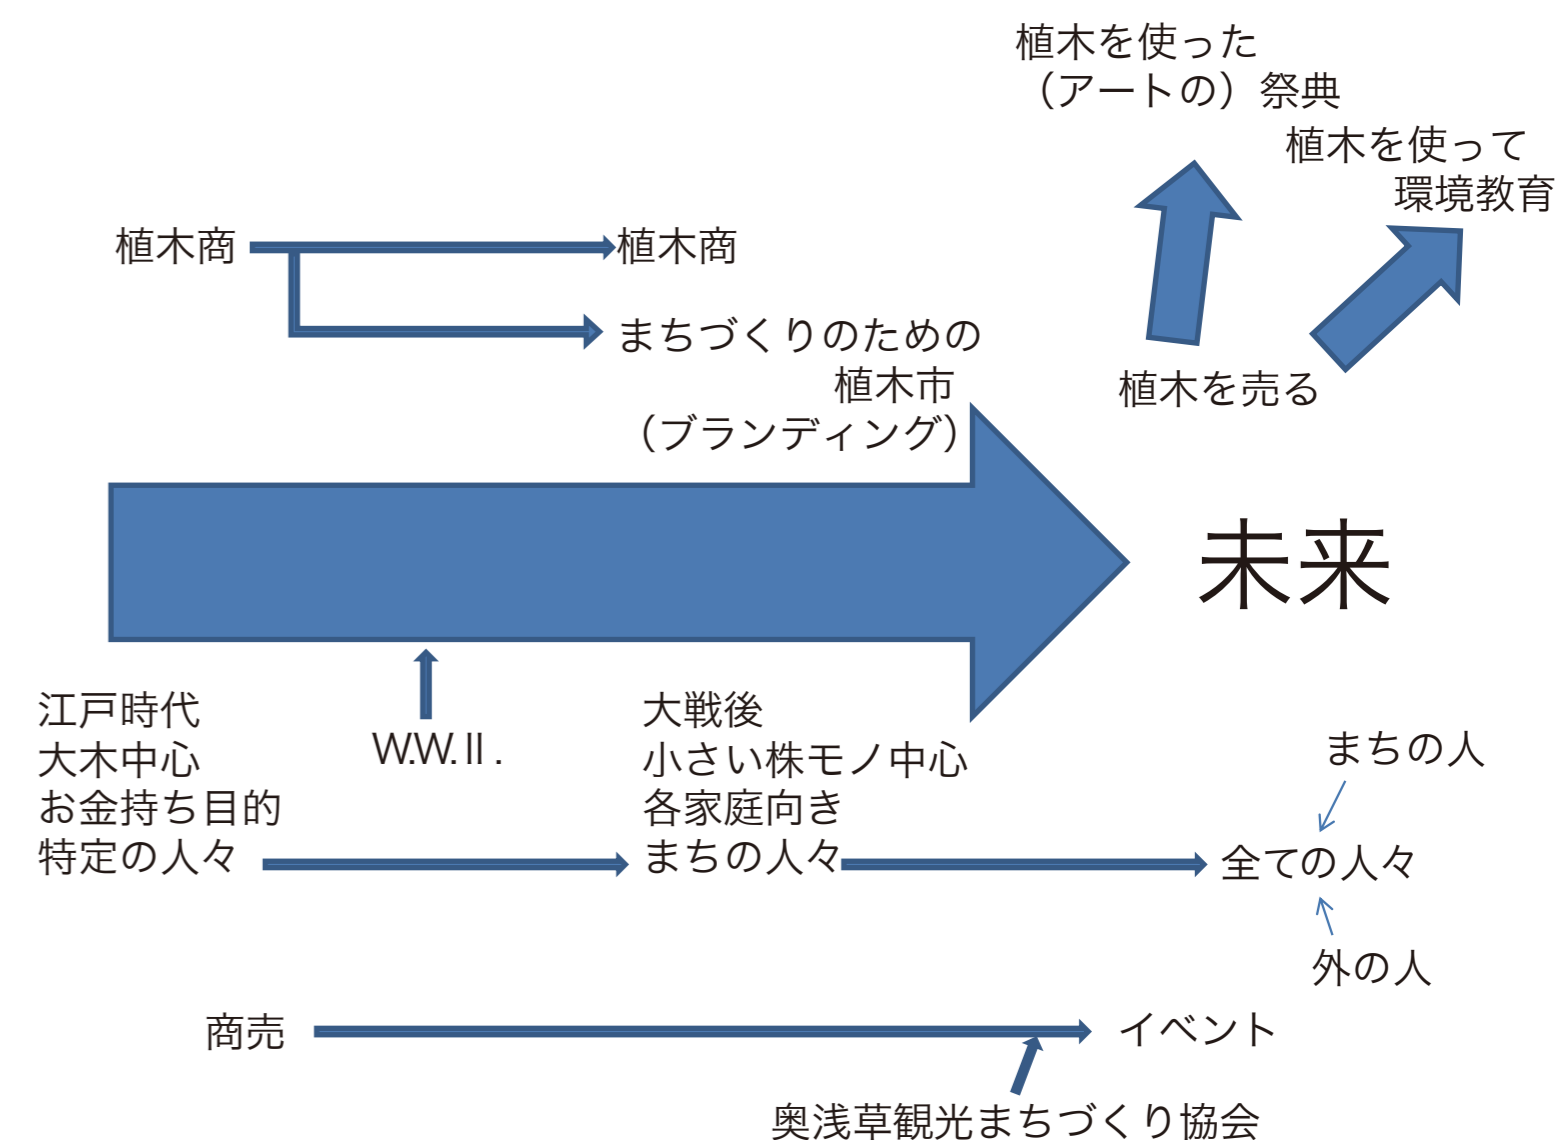 植木を使った
（アートの）祭典
植木を使って
環境教育
植木商
植木商
まちづくりのための
植木市
（ブランディング）
植木を売る
未来
江戸時代
大木中心
お金持ち目的
特定の人々
W.W.Ⅱ.
大戦後
小さい株モノ中心
各家庭向き
まちの人々
まちの人
全ての人々
外の人
商売
イベント
奥浅草観光まちづくり協会